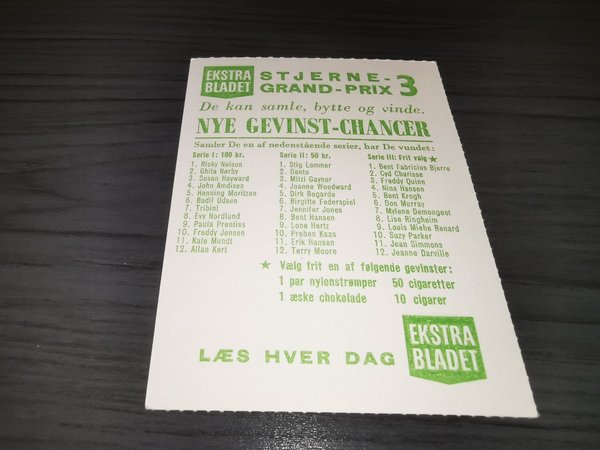 EKSTRA
BLADET
STJERNE-
GRAND-PRIX 3
De kan samle, bytte og vinde.
NYE GEVINST-CHANCER
Samler De en af nedenstående serier, har De vundet:
Serie I: 100 kr.
1. Ricky Nelson
2. Ghita Nørby
3. Susan Hayward
4. John Amdisen
5. Henning Moritzen
6. Bodil Udsen
7. Tribini
8. Evy Nordlund
9. Paula Prentiss
10. Freddy Jensen
11. Kate Mundt
12. Allan Kert
Serie II: 50 kr.
1. Stig Lommer
2. Gento
3. Mitzi Gaynor
4. Joanne Woodward
5. Dirk Bogarde
6. Birgitte Federspiel
7. Jennifer Jones
8. Bent Hansen
9. Lone Hertz
10. Preben Kaas
11. Erik Hansen
12. Terry Moore
Serie III: Frit valg ★
1. Bent Fabricius Bjerre
2. Cyd Charisse
3. Freddy Quinn
4. Nina Hansen
5. Bent Krogh
6. Don Murray
7. Mylene Demongeot
8. Lise Ringheim
9. Louis Miehe Renard
10. Suzy Parker
11. Jean Simmons
12. Jeanne Darville
★ Vælg frit en af følgende gevinster:
1 par nylonstrømper 50 cigaretter
1 æske chokolade 10 cigarer
LÆS HVER DAG
EKSTRA
BLADET